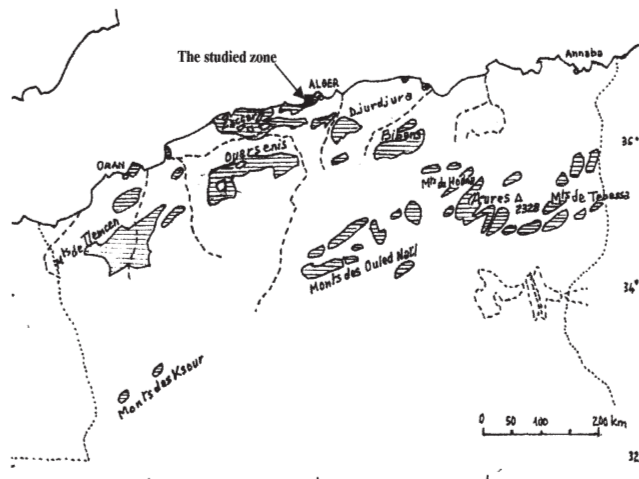 The studied zone
ALGER
Annaba
Djurdjura
36°
Bibans
Ouarsenis
ORAN
Mts de Hodna
Aures Δ
2328
Mts de Tebessa
Mts de Tlemcen
Monts des Ouled Naïl
34°
Monts des Ksour
0 50 100 200 km
32